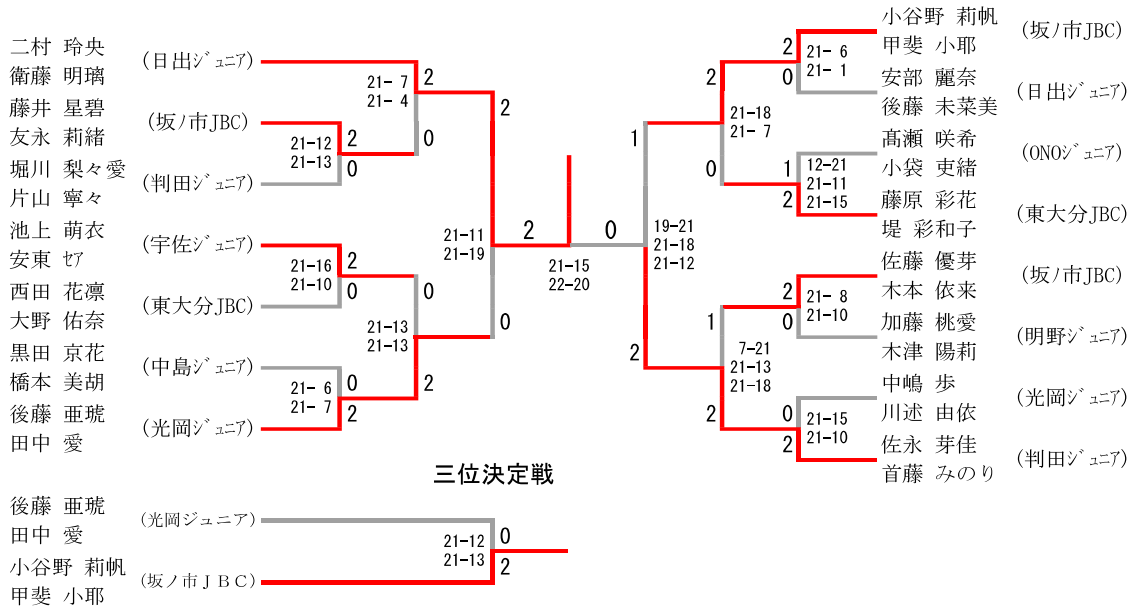 二村 玲央
衛藤 明璃
(日出ｼﾞｭﾆｱ)
藤井 星碧
友永 莉緒
(坂ﾉ市JBC)
堀川 梨々愛
片山 寧々
(判田ｼﾞｭﾆｱ)
池上 萌衣
安東 ｾｱ
(宇佐ｼﾞｭﾆｱ)
西田 花凛
大野 佑奈
(東大分JBC)
黒田 京花
橋本 美胡
(中島ｼﾞｭﾆｱ)
後藤 亜琥
田中 愛
(光岡ｼﾞｭﾆｱ)
21-12
21-13
2
0
21- 7
21- 4
2
0
21-16
21-10
2
0
21- 6
21- 7
0
2
21-13
21-13
0
2
21-11
21-19
2
0
2
0
21-15
22-20
小谷野 莉帆
甲斐 小耶
(坂ﾉ市JBC)
安部 麗奈
後藤 未菜美
(日出ｼﾞｭﾆｱ)
髙瀬 咲希
小袋 吏緒
(ONOｼﾞｭﾆｱ)
藤原 彩花
堤 彩和子
(東大分JBC)
佐藤 優芽
木本 依来
(坂ﾉ市JBC)
加藤 桃愛
木津 陽莉
(明野ｼﾞｭﾆｱ)
中嶋 歩
川述 由依
(光岡ｼﾞｭﾆｱ)
佐永 芽佳
首藤 みのり
(判田ｼﾞｭﾆｱ)
2
0
21- 6
21- 1
1
2
12-21
21-11
21-15
2
0
21-18
21- 7
2
0
21- 8
21-10
0
2
21-15
21-10
1
2
7-21
21-13
21-18
1
2
19-21
21-18
21-12
三位決定戦
後藤 亜琥
田中 愛
(光岡ジュニア)
小谷野 莉帆
甲斐 小耶
(坂ノ市ＪＢＣ)
21-12
21-13
0
2